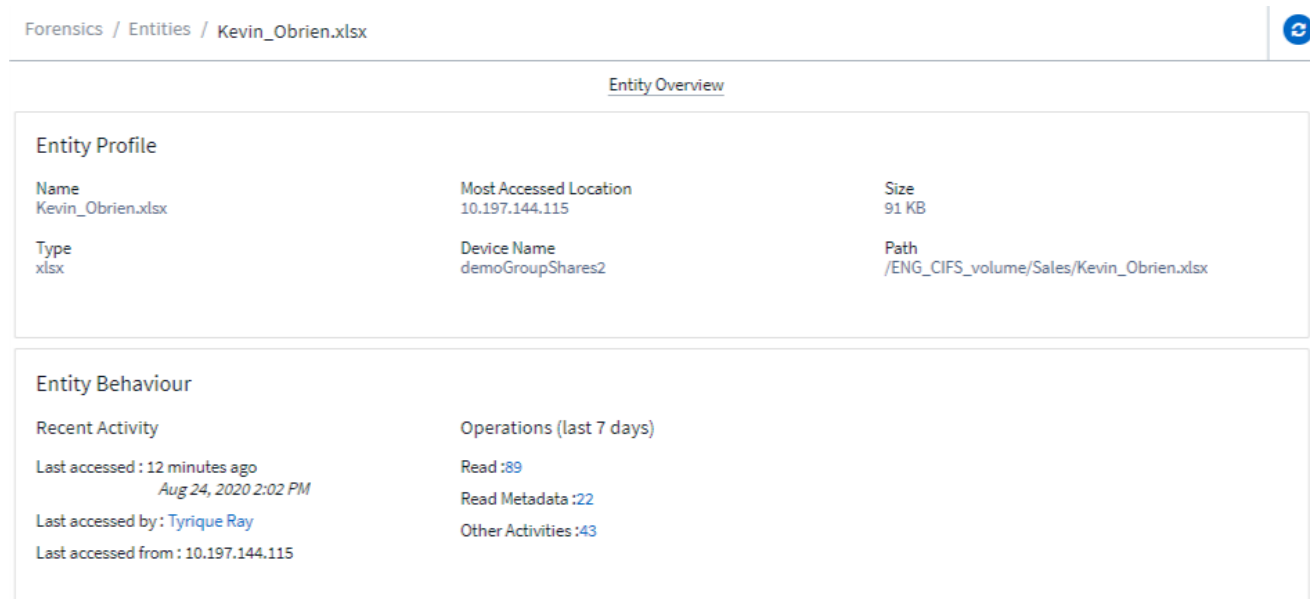 Forensics / Entities / Kevin_Obrien.xlsx
Entity Overview
Entity Profile
Name
Kevin_Obrien.xlsx
Most Accessed Location
10.197.144.115
Size
91 KB
Type
xlsx
Device Name
demoGroupShares2
Path
/ENG_CIFS_volume/Sales/Kevin_Obrien.xlsx
Entity Behaviour
Recent Activity
Last accessed : 12 minutes ago
Aug 24, 2020 2:02 PM
Last accessed by : Tyrique Ray
Last accessed from : 10.197.144.115
Operations (last 7 days)
Read :89
Read Metadata :22
Other Activities :43